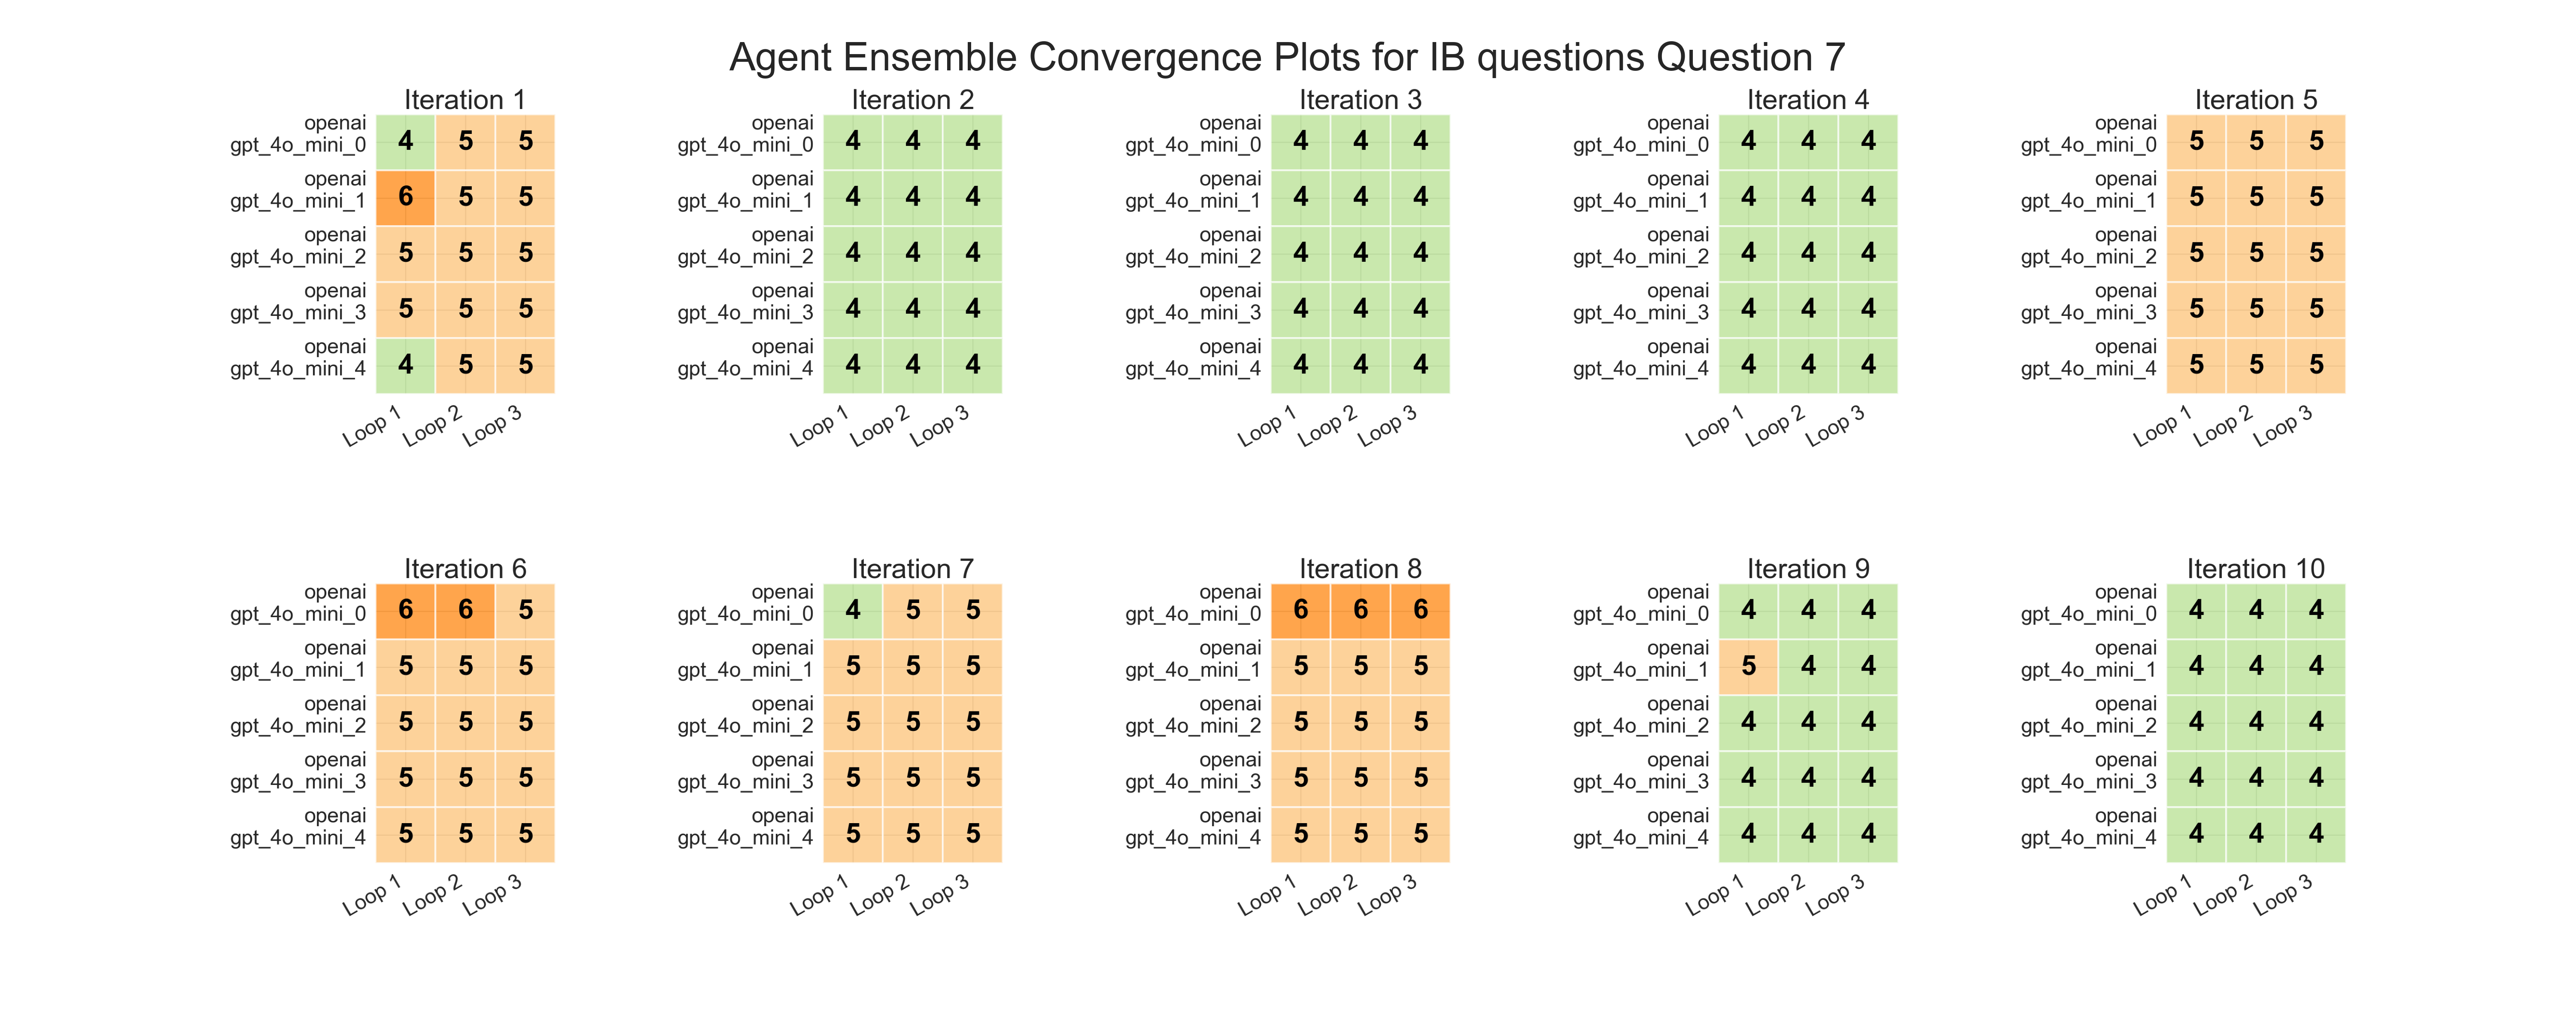 Agent Ensemble Convergence Plots for IB questions Question 7
Iteration 1
openai
gpt_4o_mini_0 4 5 5
openai
gpt_4o_mini_1 6 5 5
openai
gpt_4o_mini_2 5 5 5
openai
gpt_4o_mini_3 5 5 5
openai
gpt_4o_mini_4 4 5 5
Loop 1 Loop 2 Loop 3
Iteration 2
openai
gpt_4o_mini_0 4 4 4
openai
gpt_4o_mini_1 4 4 4
openai
gpt_4o_mini_2 4 4 4
openai
gpt_4o_mini_3 4 4 4
openai
gpt_4o_mini_4 4 4 4
Loop 1 Loop 2 Loop 3
Iteration 3
openai
gpt_4o_mini_0 4 4 4
openai
gpt_4o_mini_1 4 4 4
openai
gpt_4o_mini_2 4 4 4
openai
gpt_4o_mini_3 4 4 4
openai
gpt_4o_mini_4 4 4 4
Loop 1 Loop 2 Loop 3
Iteration 4
openai
gpt_4o_mini_0 4 4 4
openai
gpt_4o_mini_1 4 4 4
openai
gpt_4o_mini_2 4 4 4
openai
gpt_4o_mini_3 4 4 4
openai
gpt_4o_mini_4 4 4 4
Loop 1 Loop 2 Loop 3
Iteration 5
openai
gpt_4o_mini_0 5 5 5
openai
gpt_4o_mini_1 5 5 5
openai
gpt_4o_mini_2 5 5 5
openai
gpt_4o_mini_3 5 5 5
openai
gpt_4o_mini_4 5 5 5
Loop 1 Loop 2 Loop 3
Iteration 6
openai
gpt_4o_mini_0 6 6 5
openai
gpt_4o_mini_1 5 5 5
openai
gpt_4o_mini_2 5 5 5
openai
gpt_4o_mini_3 5 5 5
openai
gpt_4o_mini_4 5 5 5
Loop 1 Loop 2 Loop 3
Iteration 7
openai
gpt_4o_mini_0 4 5 5
openai
gpt_4o_mini_1 5 5 5
openai
gpt_4o_mini_2 5 5 5
openai
gpt_4o_mini_3 5 5 5
openai
gpt_4o_mini_4 5 5 5
Loop 1 Loop 2 Loop 3
Iteration 8
openai
gpt_4o_mini_0 6 6 6
openai
gpt_4o_mini_1 5 5 5
openai
gpt_4o_mini_2 5 5 5
openai
gpt_4o_mini_3 5 5 5
openai
gpt_4o_mini_4 5 5 5
Loop 1 Loop 2 Loop 3
Iteration 9
openai
gpt_4o_mini_0 4 4 4
openai
gpt_4o_mini_1 5 4 4
openai
gpt_4o_mini_2 4 4 4
openai
gpt_4o_mini_3 4 4 4
openai
gpt_4o_mini_4 4 4 4
Loop 1 Loop 2 Loop 3
Iteration 10
openai
gpt_4o_mini_0 4 4 4
openai
gpt_4o_mini_1 4 4 4
openai
gpt_4o_mini_2 4 4 4
openai
gpt_4o_mini_3 4 4 4
openai
gpt_4o_mini_4 4 4 4
Loop 1 Loop 2 Loop 3